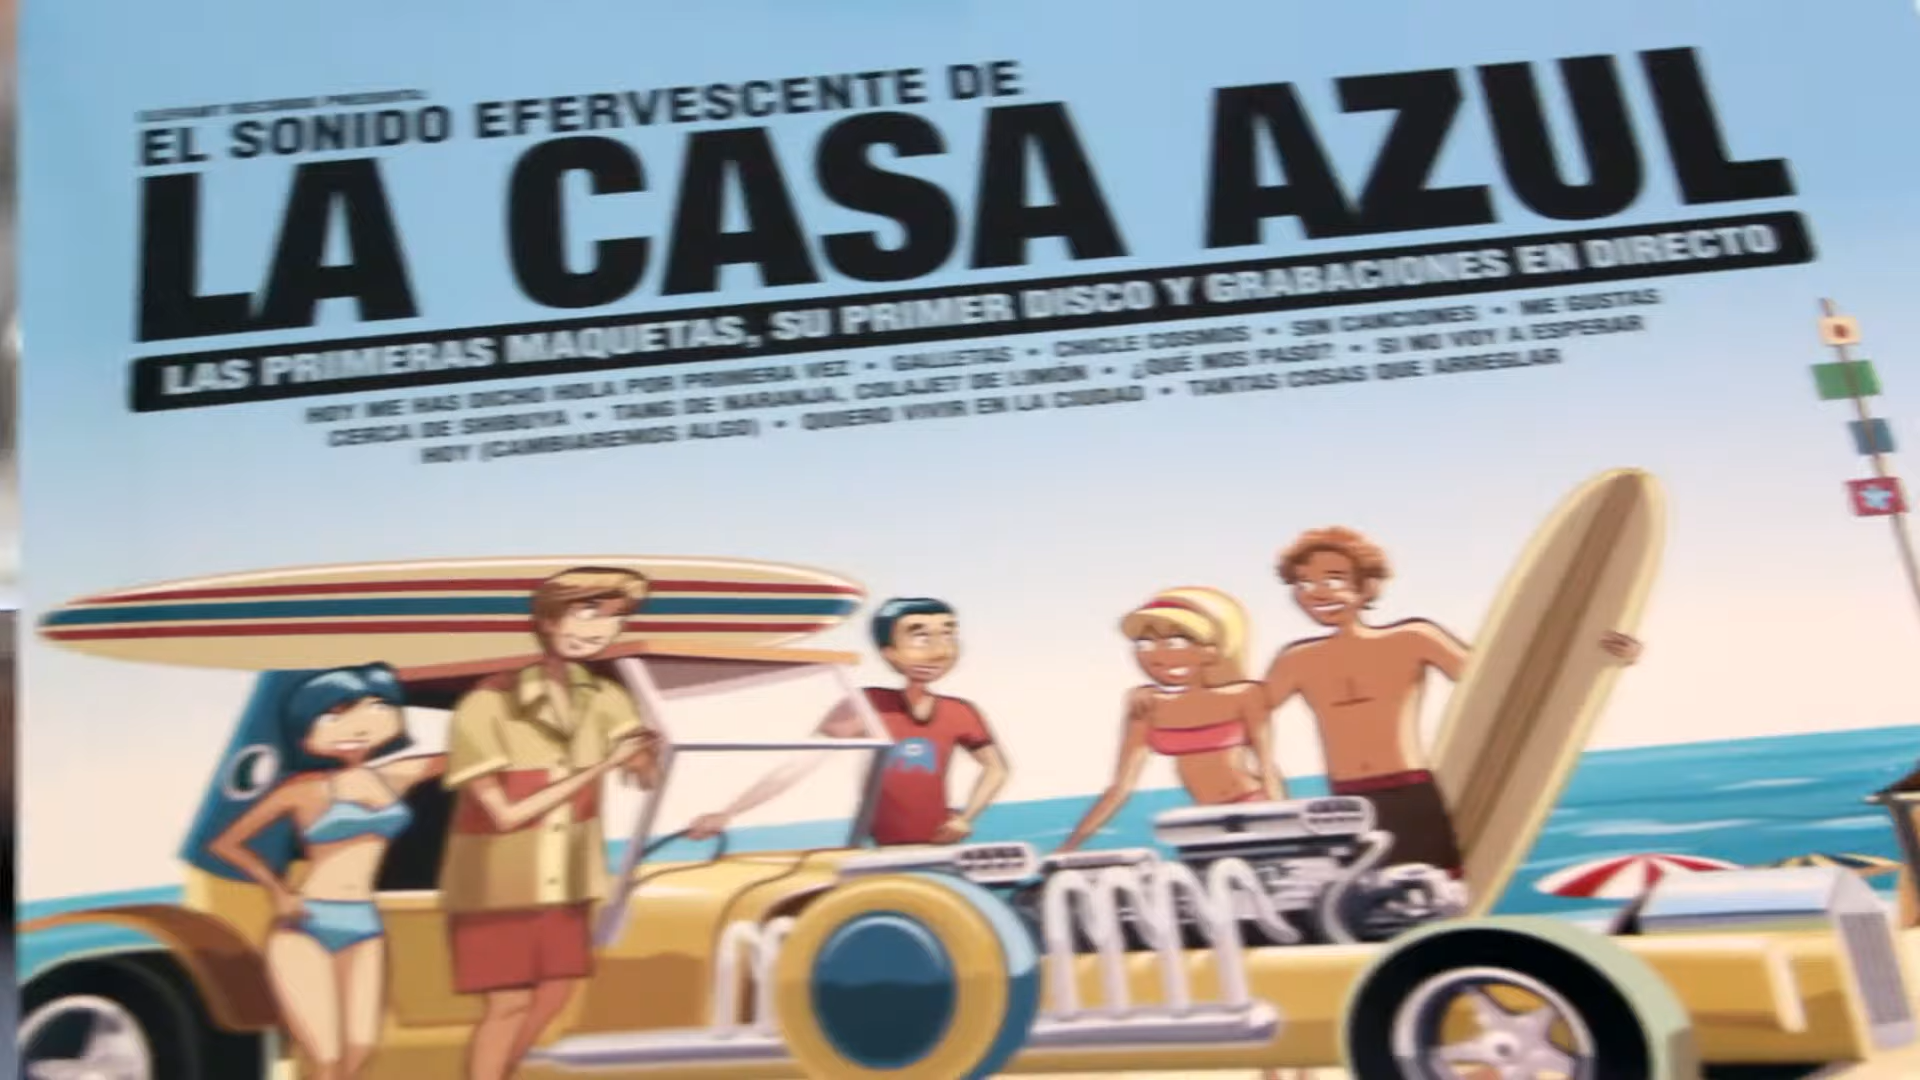 EL SONIDO EFERVESCENTE DE
LA CASA AZUL
LAS PRIMERAS MAQUETAS, SU PRIMER DISCO Y GRABACIONES EN DIRECTO
HOY ME HAS DICHO HOLA POR PRIMERA VEZ • GALLETAS • CHICLE COSMOS • SIN CANCIONES • ME GUSTAS
CERCA DE SHIBUYA • TANG DE NARANJA, COLAJET DE LIMÓN • ¿QUÉ NOS PASÓ? • SI NO VOY A ESPERAR
HOY (CAMBIAREMOS ALGO) • QUIERO VIVIR EN LA CIUDAD • TANTAS COSAS QUE ARREGLAR